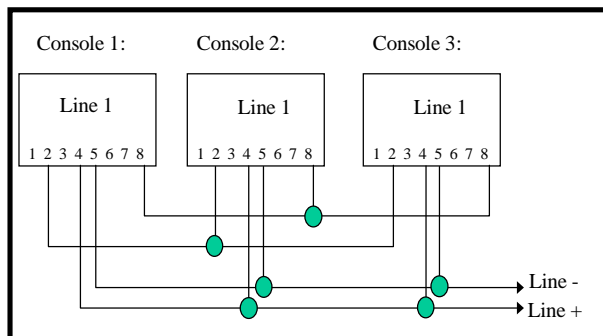 Console 1: Console 2: Console 3:
Line 1 Line 1 Line 1
1 2 3 4 5 6 7 8 1 2 3 4 5 6 7 8 1 2 3 4 5 6 7 8
Line -
Line +